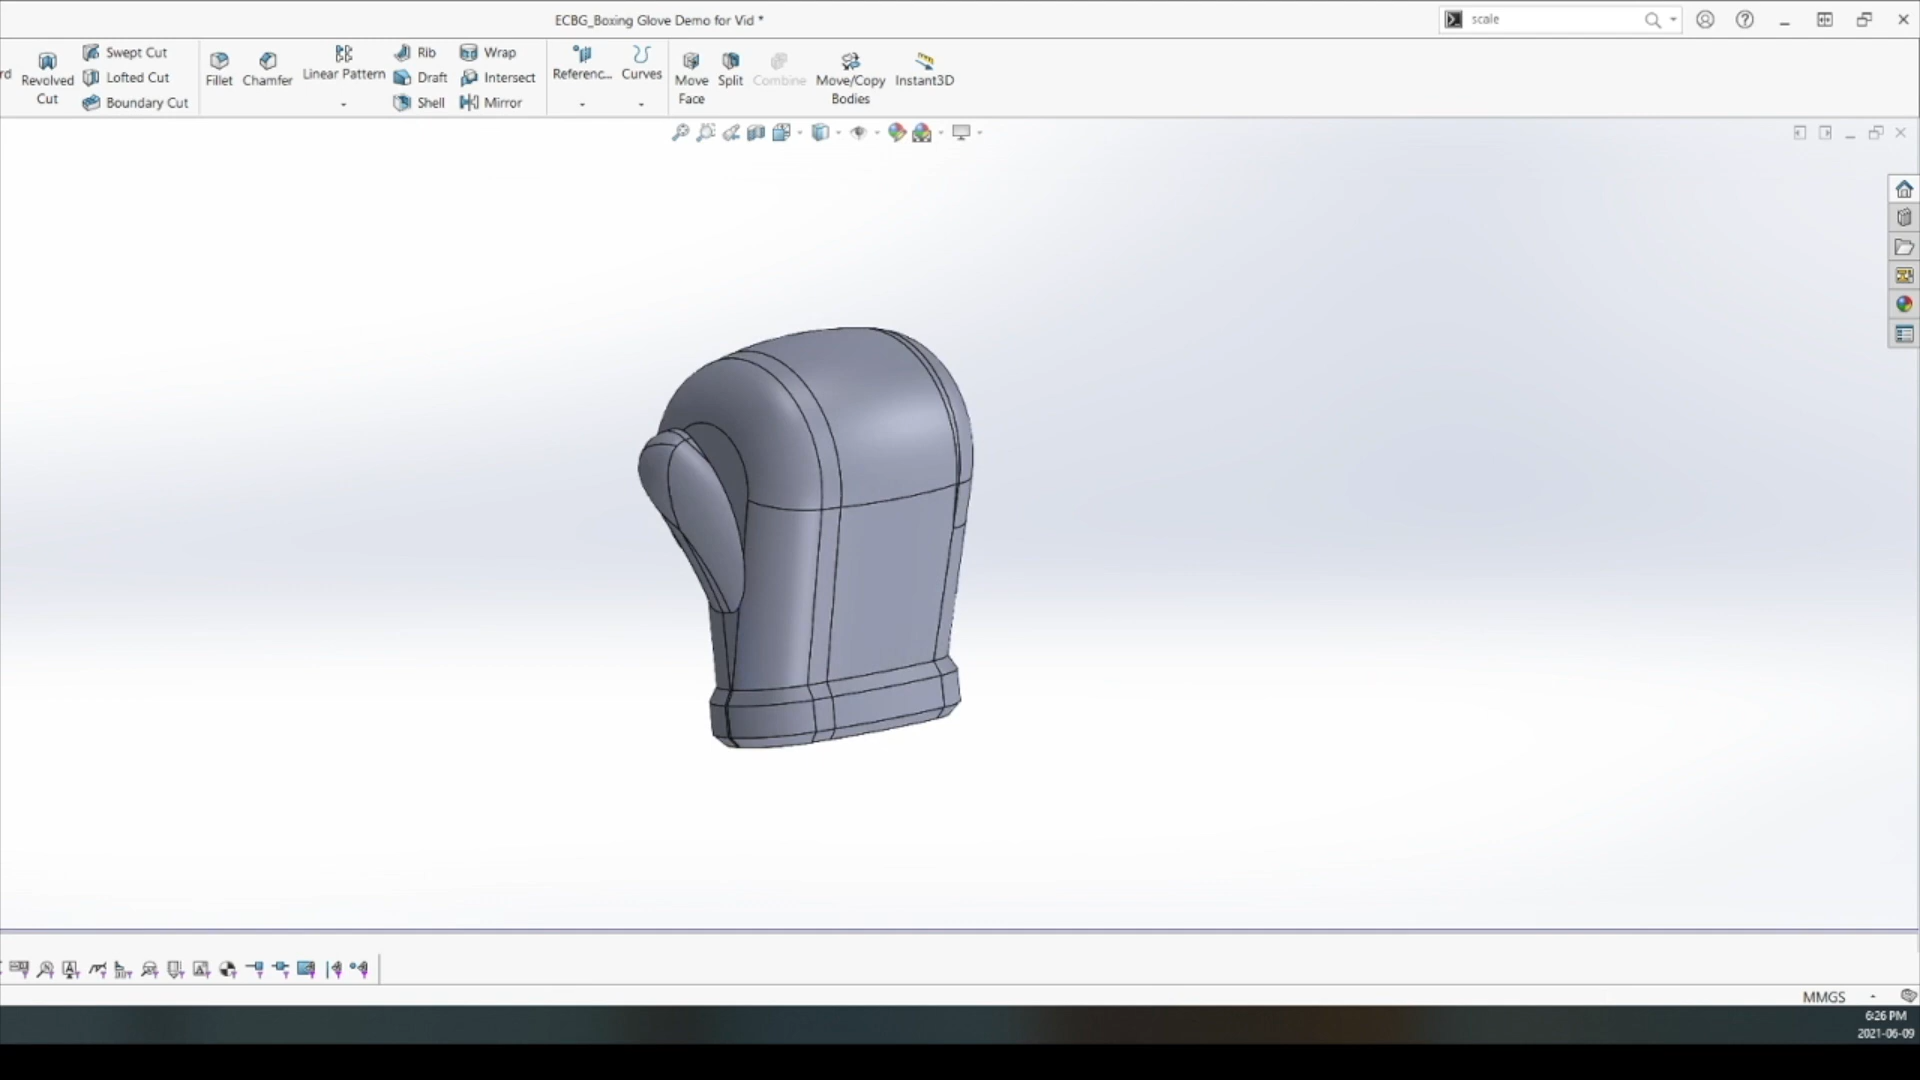 ECBG_Boxing Glove Demo for Vid *
scale
rd
Revolved
Cut
Swept Cut
Lofted Cut
Boundary Cut
Fillet
Chamfer
Linear Pattern
Rib
Draft
Shell
Wrap
Intersect
Mirror
Referenc...
Curves
Move
Face
Split
Combine
Move/Copy
Bodies
Instant3D
MMGS
6:26 PM
2021-06-09